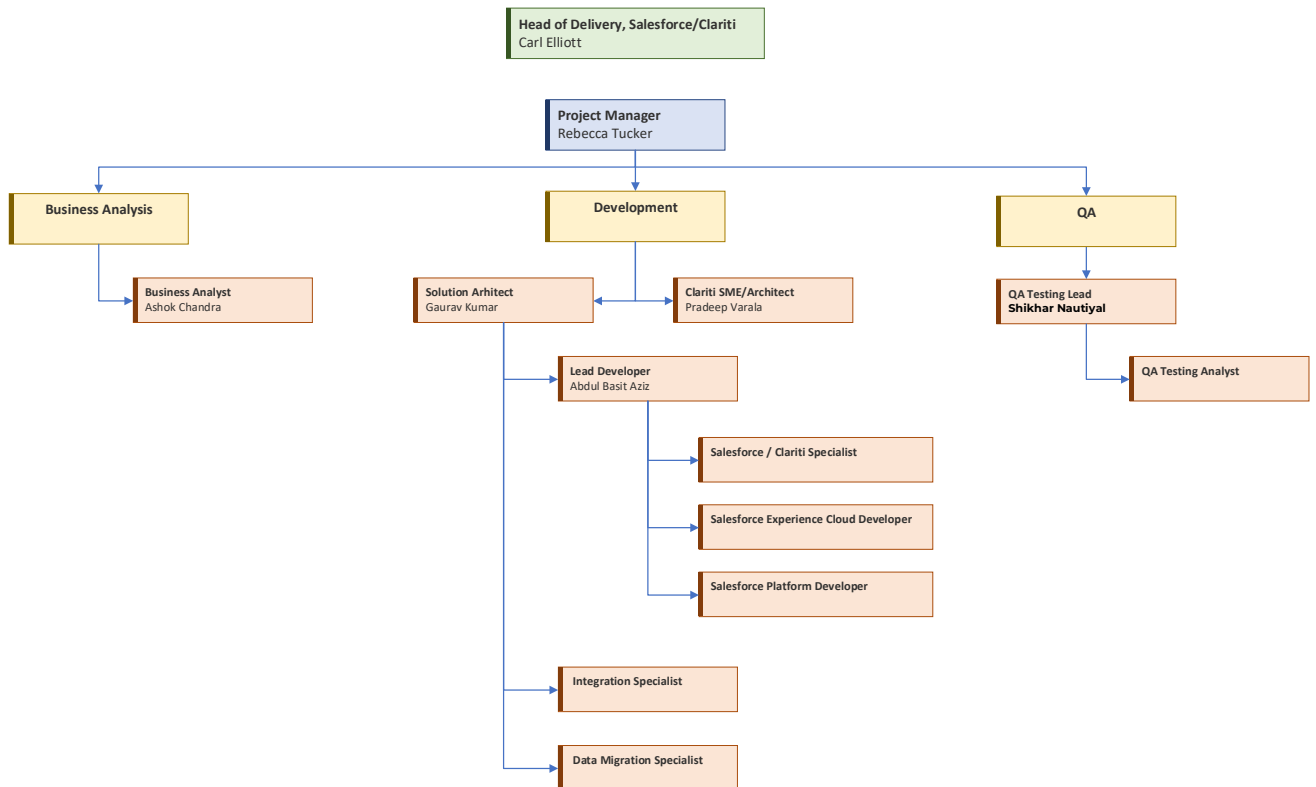 Head of Delivery, Salesforce/Clariti
Carl Elliott
Project Manager
Rebecca Tucker
Business Analysis
Development
QA
Business Analyst
Ashok Chandra
Solution Arhitect
Gaurav Kumar
Clariti SME/Architect
Pradeep Varala
QA Testing Lead
Shikhar Nautiyal
Lead Developer
Abdul Basit Aziz
QA Testing Analyst
Salesforce / Clariti Specialist
Salesforce Experience Cloud Developer
Salesforce Platform Developer
Integration Specialist
Data Migration Specialist